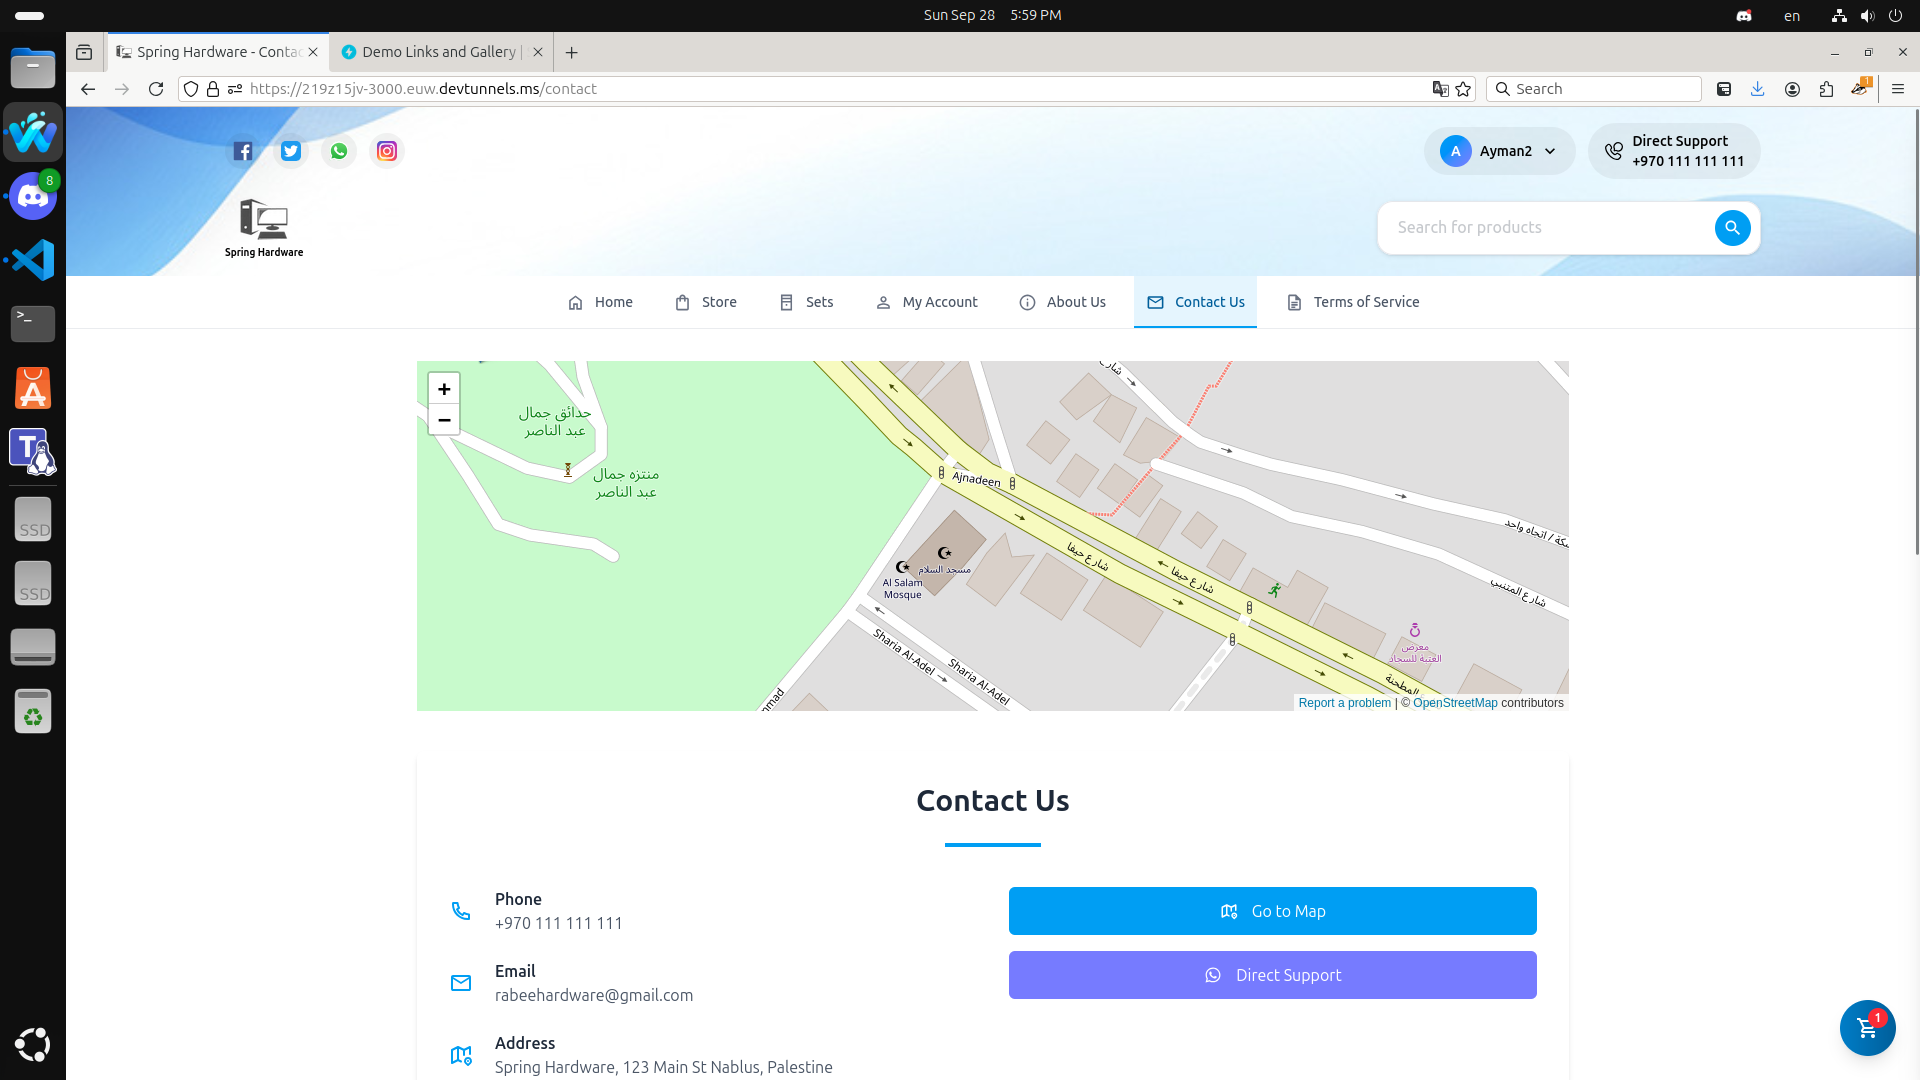 Sun Sep 28 5:59 PM
en
Spring Hardware - Contac
Demo Links and Gallery |
https://219z15jv-3000.euw.devtunnels.ms/contact
Search
1
8
A
Ayman2
Direct Support
+970 111 111 111
Spring Hardware
Search for products
Home
Store
Sets
My Account
About Us
Contact Us
Terms of Service
+
−
حدائق جمال
عبد الناصر
منتزه جمال
عبد الناصر
Ajnadeen
شارع حيفا
شارع حيفا
مسجد السلام
Al Salam
Mosque
Sharia Al-Adel
Sharia Al-Adel
سكة / اتجاه واحد
شارع المتنبي
معرض
العتبة للسجاد
المطحنة
Report a problem | © OpenStreetMap contributors
Contact Us
Phone
+970 111 111 111
Go to Map
Email
rabeehardware@gmail.com
Direct Support
Address
Spring Hardware, 123 Main St Nablus, Palestine
1
SSD
SSD